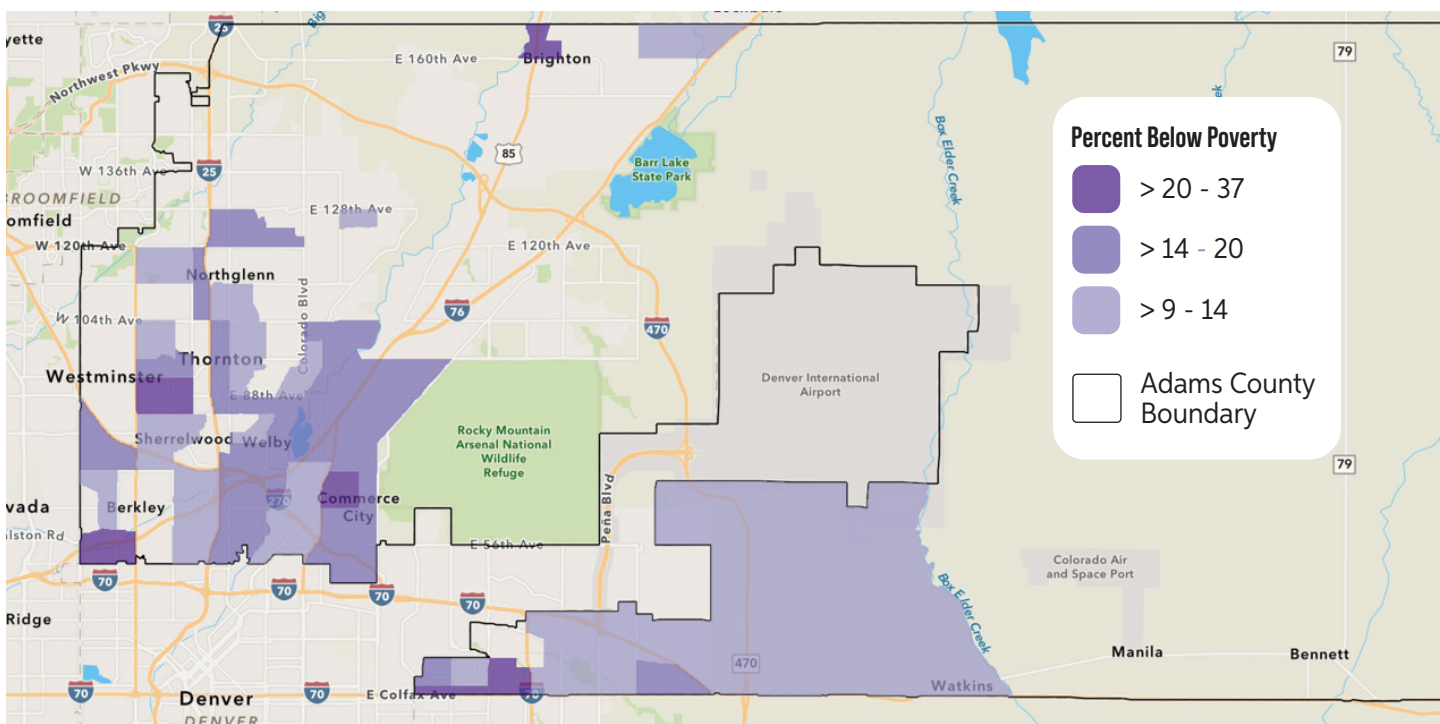 25
yette
Northwest Pkwy
E 160th Ave
Brighton
79
85
Percent Below Poverty
> 20 - 37
> 14 - 20
> 9 - 14
Adams County
Boundary
Barr Lake
State Park
Box Elder Creek
W 136th Ave
25
BROOMFIELD
omfield
E 128th Ave
W 120th Ave
E 120th Ave
Northglenn
Colorado Blvd
W 104th Ave
76
470
Thornton
Westminster
E 88th Ave
Denver International
Airport
Sherrelwood
Welby
Rocky Mountain
Arsenal National
Wildlife
Refuge
79
Peña Blvd
vada
Berkley
270
Commerce
City
alston Rd
E 56th Ave
Colorado Air
and Space Port
70
70
70
70
Box Elder Creek
Ridge
470
Manila
Bennett
70
Denver
70
E Colfax Ave
70
Watkins
DENVER